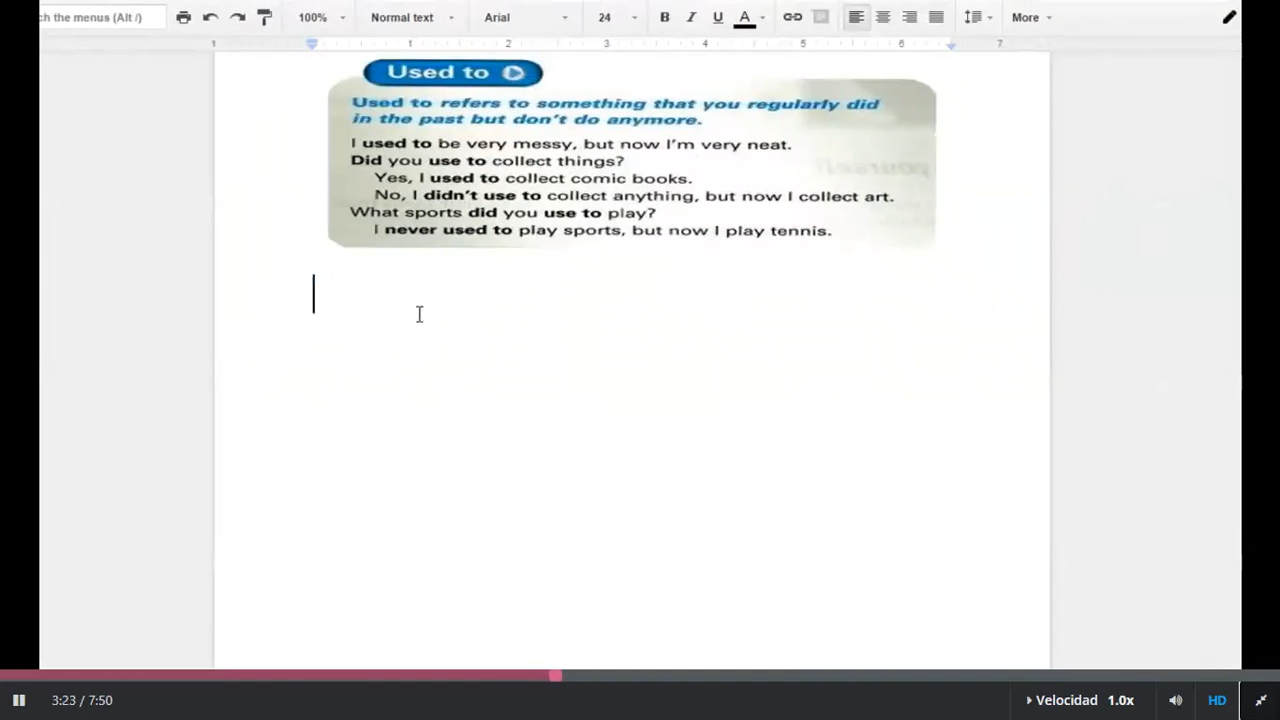 ch the menus (Alt /)
100%
Normal text
Arial
24
B
I
U
A
More
1
1
2
3
4
5
6
7
Used to
Used to refers to something that you regularly did
in the past but don't do anymore.
I used to be very messy, but now I'm very neat.
Did you use to collect things?
Yes, I used to collect comic books.
No, I didn't use to collect anything, but now I collect art.
What sports did you use to play?
I never used to play sports, but now I play tennis.
yourself
3:23 / 7:50
Velocidad 1.0x
HD